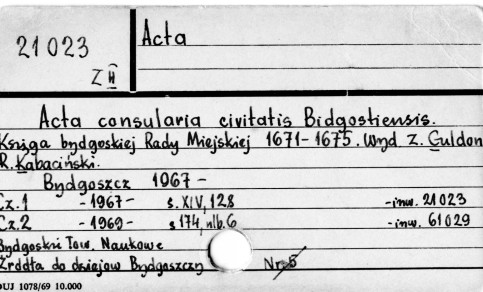 21023
Z II
Acta
Acta consularia civitatis Bidgostiensis.
Księga bydgoskiej Rady Miejskiej 1671-1675. Wyd. Z. Guldon
R. Kabaciński.
Bydgoszcz 1967-
Cz.1 -1967- s. XIV, 128 -inw. 21023
Cz.2 -1969- s 174, nlb. 6 -inw. 61029
Bydgoskie Tow. Naukowe
Źródła do dziejów Bydgoszczy Nr 5
DUJ 1078/69 10.000